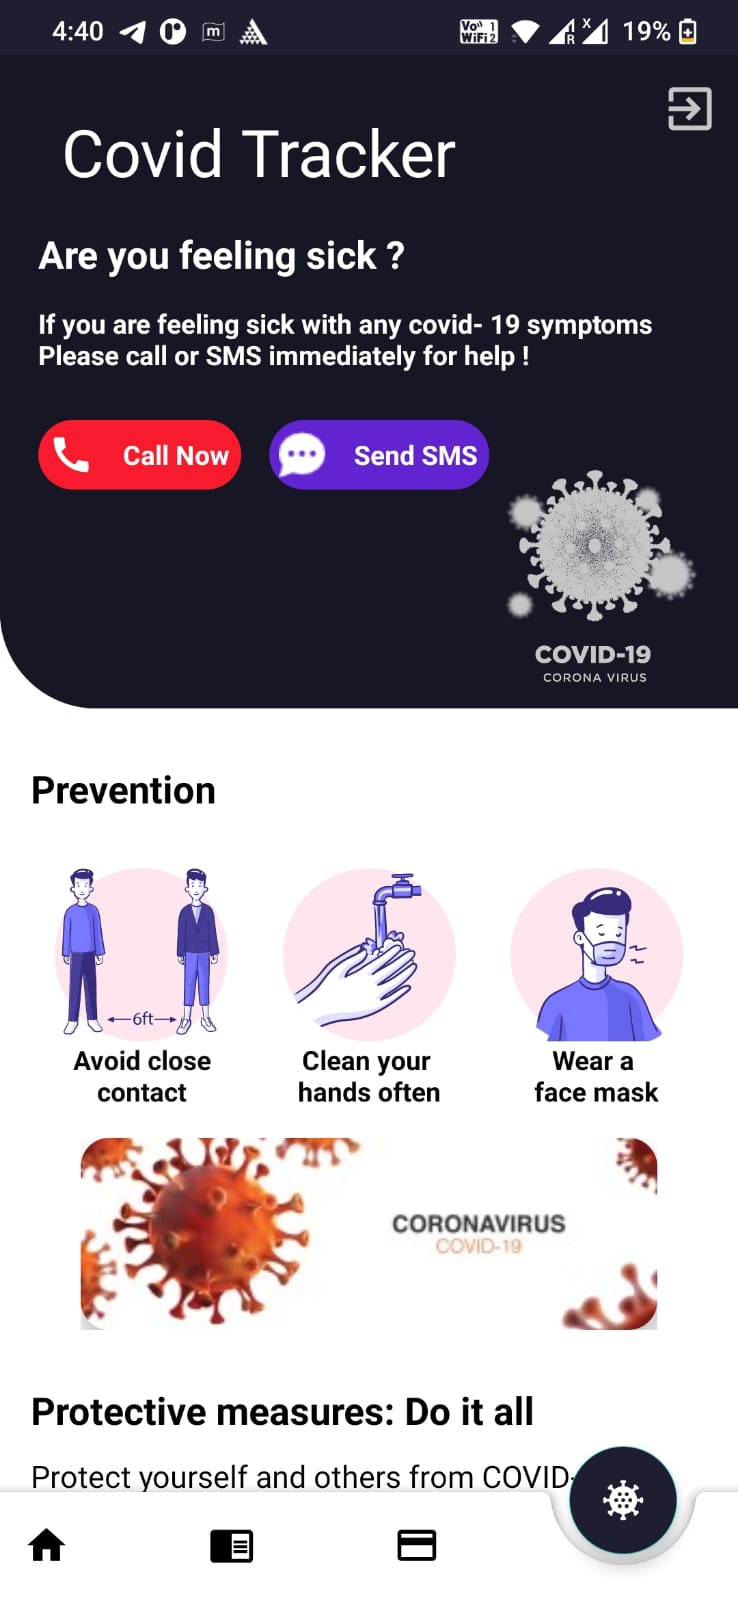 4:40
m
Vo 1
WiFi 2
R
X
19%
Covid Tracker
Are you feeling sick ?
If you are feeling sick with any covid- 19 symptoms
Please call or SMS immediately for help !
Call Now
Send SMS
COVID-19
CORONA VIRUS
Prevention
6ft
Avoid close
contact
Clean your
hands often
Wear a
face mask
CORONAVIRUS
COVID-19
Protective measures: Do it all
Protect yourself and others from COVID-